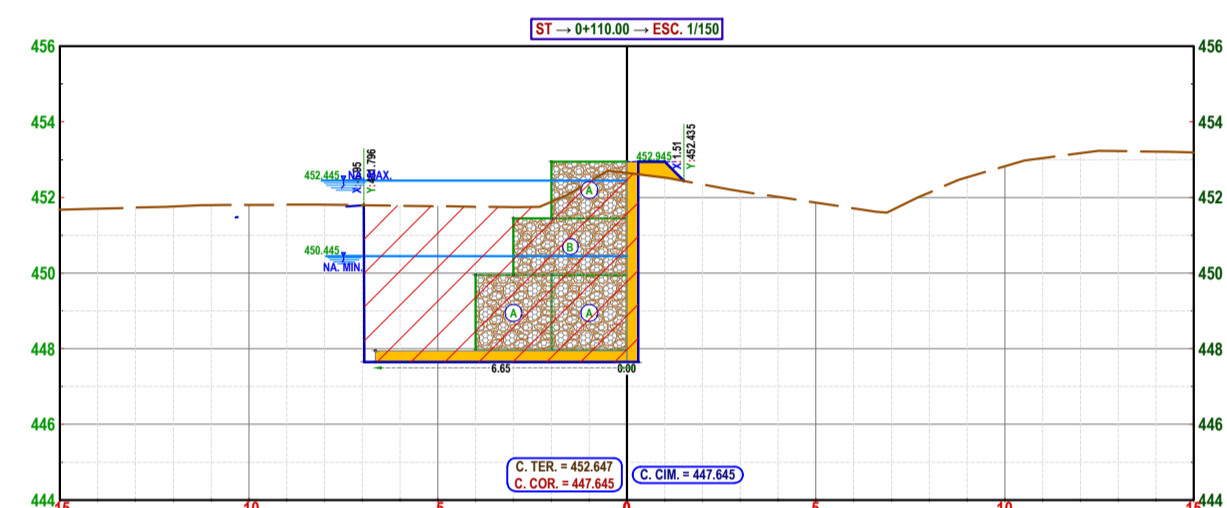 ST → 0+110.00 → ESC. 1/150
456 456
454 454
452 452
450 450
448 448
446 446
444 444
452.445 NA. MAX.
450.445
NA. MIN.
452.945
X:1.51
Y:452.435
A
B
A A
6.65 0.00
C. TER. = 452.647
C. COR. = 447.645
C. CIM. = 447.645
-15 -10 -5 0 5 10 15